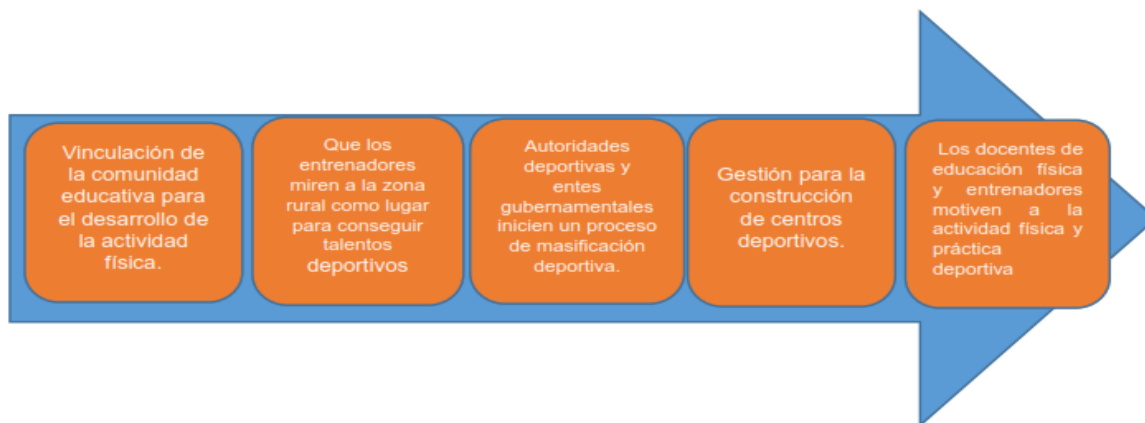 Vinculación de
la comunidad
educativa para
el desarrollo de
la actividad
física.
Que los
entrenadores
miren a la zona
rural como lugar
para conseguir
talentos
deportivos
Autoridades
deportivas y
entes
gubernamentales
inicien un proceso
de masificación
deportiva.
Gestión para la
construcción
de centros
deportivos.
Los docentes de
educación física
y entrenadores
motiven a la
actividad física y
práctica
deportiva